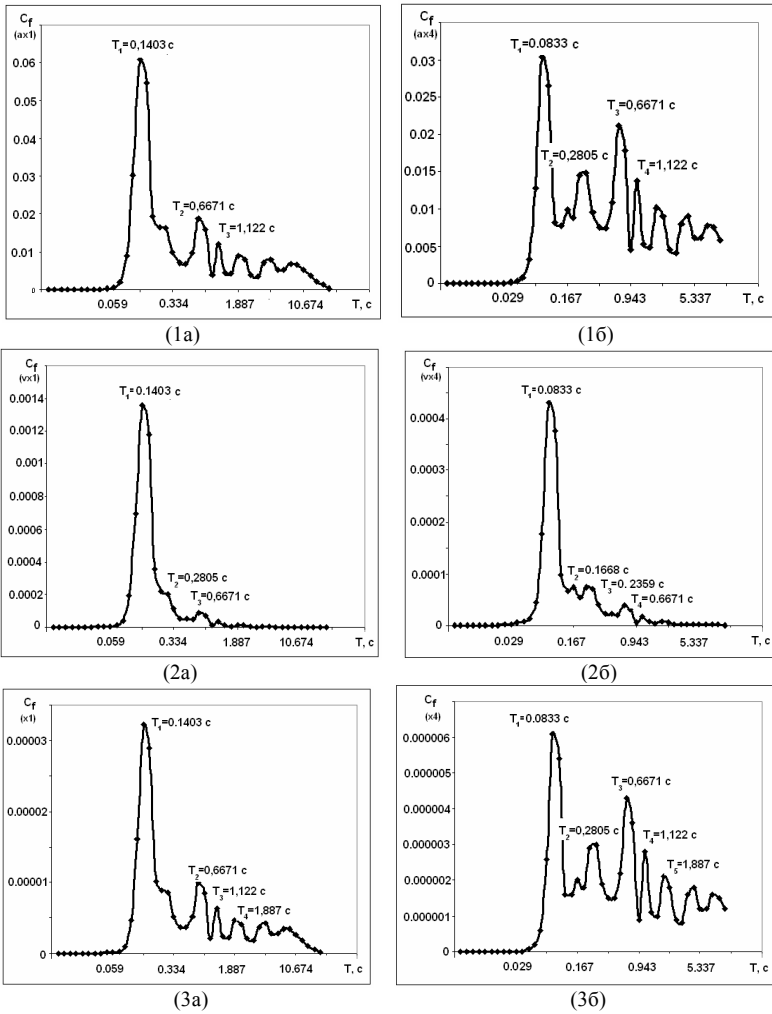 C_f
(ax1)
T₁=0,1403 c
0.06
0.05
0.04
0.03
0.02
T₂=0,6671 c
T₃=1,122 c
0.01
0
0.059 0.334 1.887 10.674 T, c
(1а)
C_f
(ax4)
T₁=0.0833 c
0.03
0.025
T₃=0,6671 c
0.02
T₂=0,2805 c
T₄=1,122 c
0.015
0.01
0.005
0
0.029 0.167 0.943 5.337 T, c
(1б)
C_f
(vx1)
T₁=0.1403 c
0.0014
0.0012
0.001
0.0009
0.0006
0.0004
T₂=0,2805 c
0.0002
T₃=0,6671 c
0
0.059 0.334 1.887 10.674 T, c
(2а)
C_f
(vx4)
T₁=0.0833 c
0.0004
0.0003
0.0002
T₂=0.1668 c
0.0001
T₃=0.2359 c
T₄=0.6671 c
0
0.029 0.167 0.943 5.337 T, c
(2б)
C_f
(x1)
T₁=0.1403 c
0.00003
0.00002
T₂=0,6671 c
0.00001
T₃=1,122 c
T₄=1,887 c
0
0.059 0.334 1.887 10.674 T, c
(3а)
C_f
(x4)
T₁=0.0833 c
0.000006
0.000005
T₃=0,6671 c
0.000004
T₂=0,2805 c
T₄=1,122 c
0.000003
T₅=1,887 c
0.000002
0.000001
0
0.029 0.167 0.943 5.337 T, c
(3б)